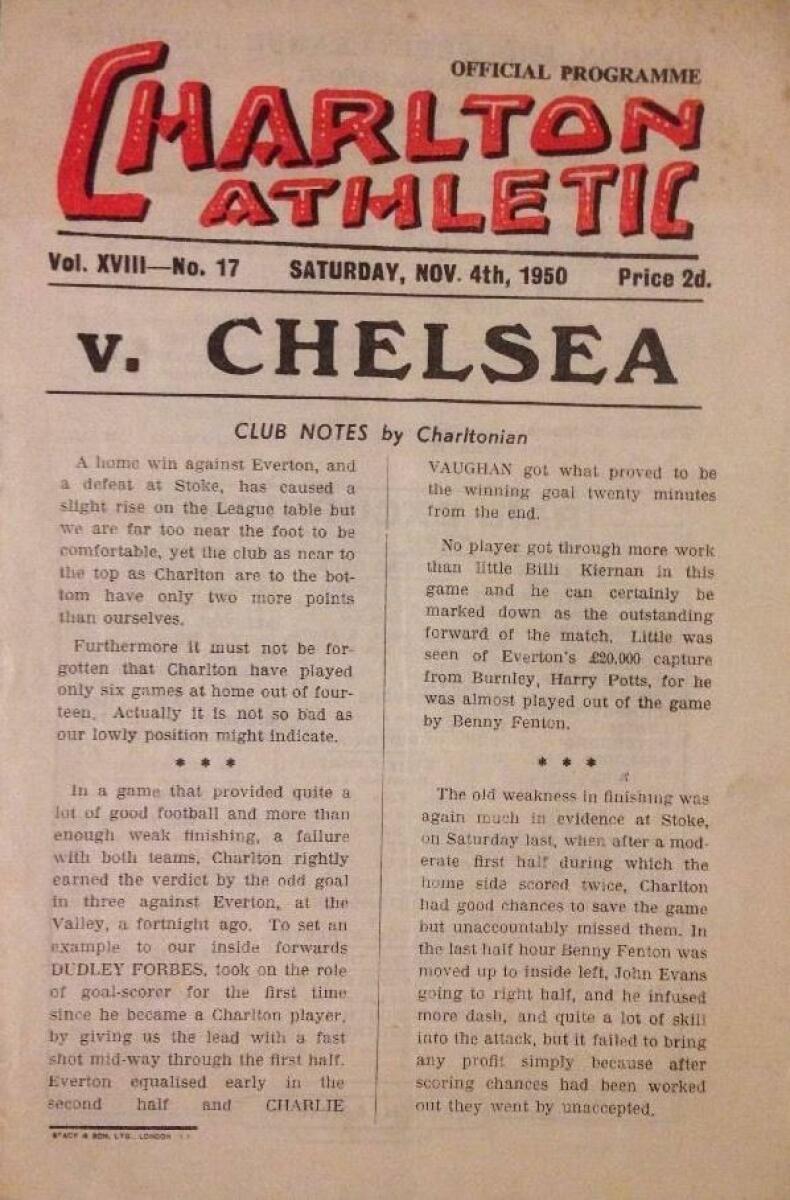 OFFICIAL PROGRAMME
CHARLTON
ATHLETIC
Vol. XVIII—No. 17 SATURDAY, NOV. 4th, 1950 Price 2d.
v. CHELSEA
CLUB NOTES by Charltonian
A home win against Everton, and
a defeat at Stoke, has caused a
slight rise on the League table but
we are far too near the foot to be
comfortable, yet the club as near to
the top as Charlton are to the bot-
tom have only two more points
than ourselves.
Furthermore it must not be for-
gotten that Charlton have played
only six games at home out of four-
teen. Actually it is not so bad as
our lowly position might indicate.
* * *
In a game that provided quite a
lot of good football and more than
enough weak finishing, a failure
with both teams, Charlton rightly
earned the verdict by the odd goal
in three against Everton, at the
Valley, a fortnight ago. To set an
example to our inside forwards
DUDLEY FORBES, took on the role
of goal-scorer for the first time
since he became a Charlton player,
by giving us the lead with a fast
shot mid-way through the first half.
Everton equalised early in the
second half and CHARLIE
STACY & SON, LTD., LONDON
VAUGHAN got what proved to be
the winning goal twenty minutes
from the end.
No player got through more work
than little Billi Kiernan in this
game and he can certainly be
marked down as the outstanding
forward of the match. Little was
seen of Everton's £20,000 capture
from Burnley, Harry Potts, for he
was almost played out of the game
by Benny Fenton.
* * *
The old weakness in finishing was
again much in evidence at Stoke,
on Saturday last, when after a mod-
erate first half during which the
home side scored twice, Charlton
had good chances to save the game
but unaccountably missed them. In
the last half hour Benny Fenton was
moved up to inside left, John Evans
going to right half, and he infused
more dash, and quite a lot of skill
into the attack, but it failed to bring
any profit simply because after
scoring chances had been worked
out they went by unaccepted.